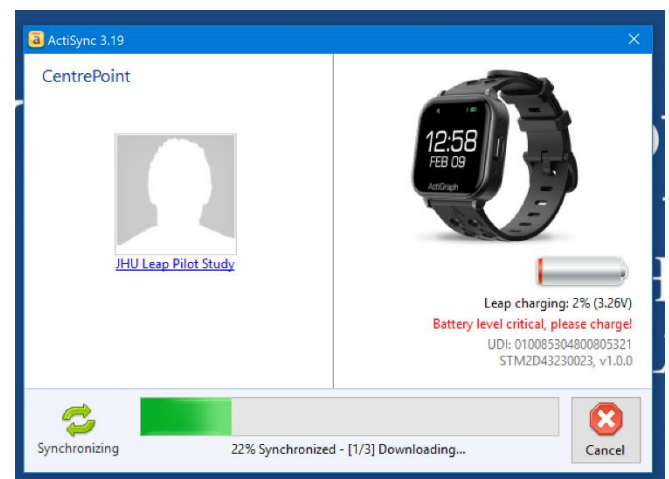 ActiSync 3.19
CentrePoint
JHU Leap Pilot Study
12:58
FEB 09
ActiGraph
Leap charging: 2% (3.26V)
Battery level critical, please charge!
UDI: 010085304800805321
STM2D43230023, v1.0.0
Synchronizing
22% Synchronized - [1/3] Downloading...
Cancel